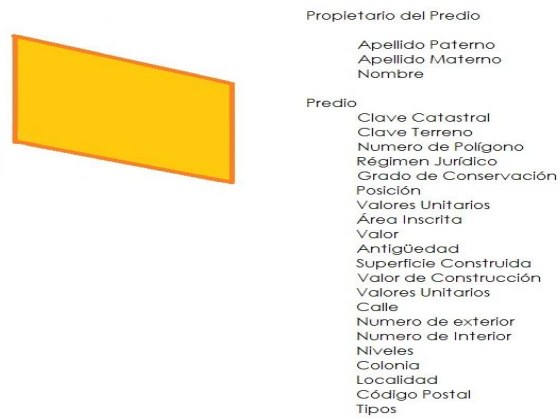 Propietario del Predio
Apellido Paterno
Apellido Materno
Nombre
Predio
Clave Catastral
Clave Terreno
Numero de Polígono
Régimen Jurídico
Grado de Conservación
Posición
Valores Unitarios
Área Inscrita
Valor
Antigüedad
Superficie Construida
Valor de Construcción
Valores Unitarios
Calle
Numero de exterior
Numero de Interior
Niveles
Colonia
Localidad
Código Postal
Tipos